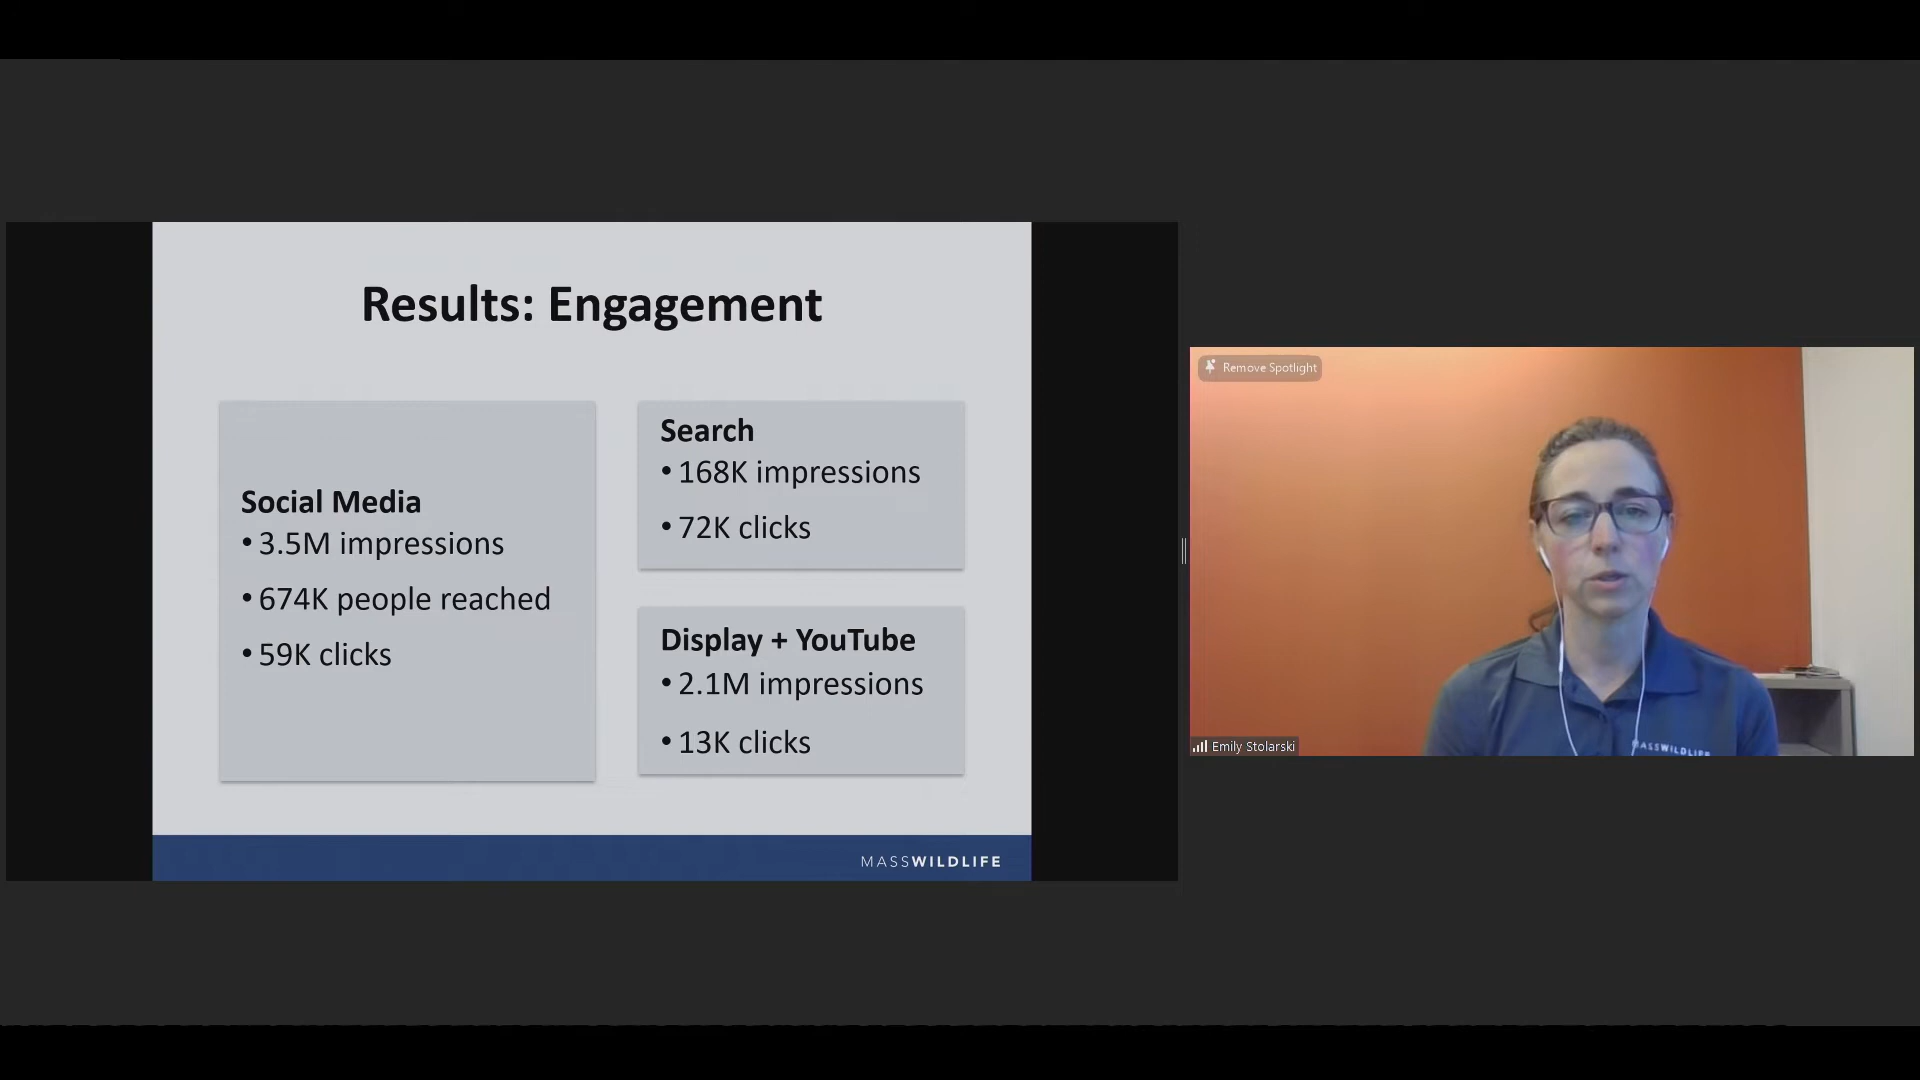 Results: Engagement
Social Media
• 3.5M impressions
• 674K people reached
• 59K clicks
Search
• 168K impressions
• 72K clicks
Display + YouTube
• 2.1M impressions
• 13K clicks
MASSWILDLIFE
Remove Spotlight
MASSWILDLIFE
Emily Stolarski